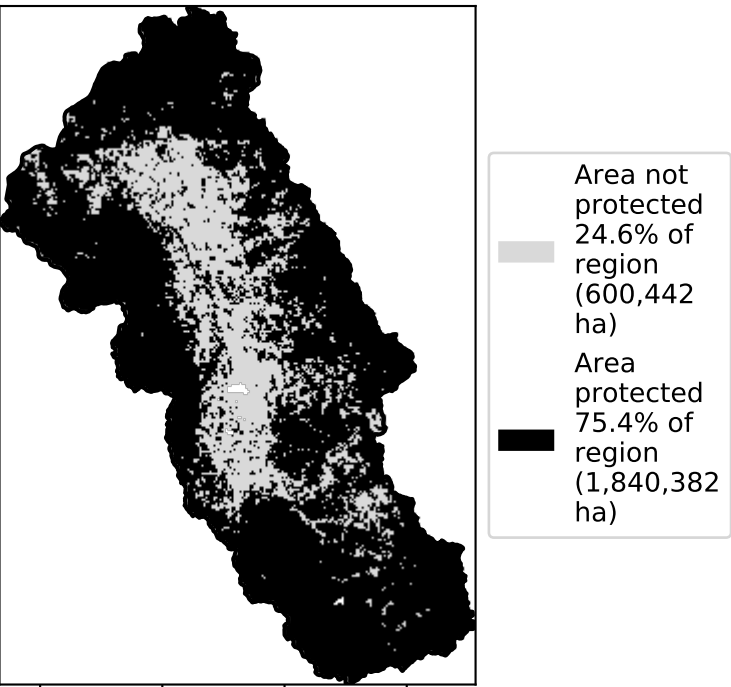 Area not
protected
24.6% of
region
(600,442
ha)
Area
protected
75.4% of
region
(1,840,382
ha)